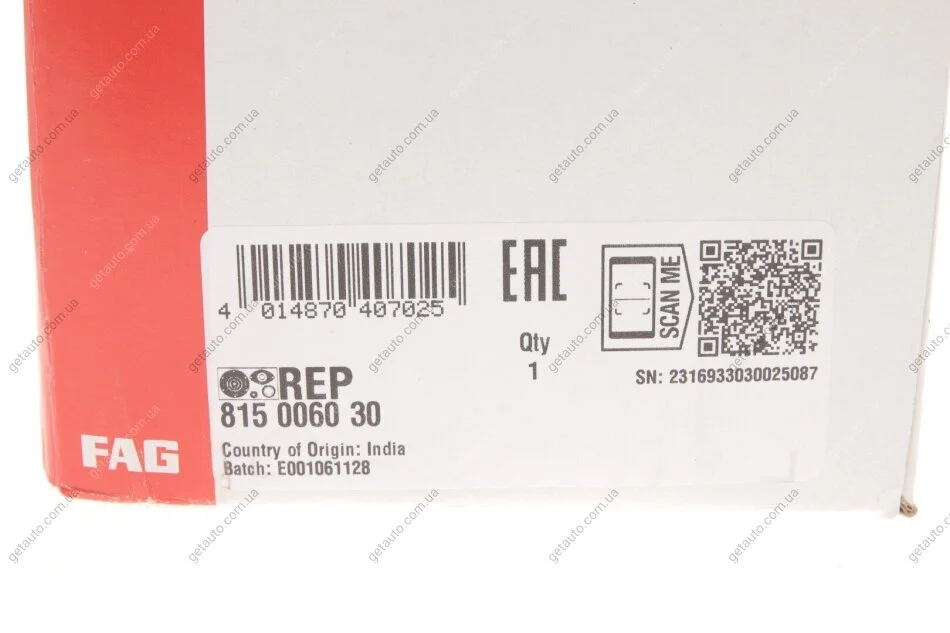 4 014870 407025
EAC
SCAN ME
Qty
1
SN: 2316933030025087
REP
815 0060 30
Country of Origin: India
Batch: E001061128
FAG
getauto.com.ua